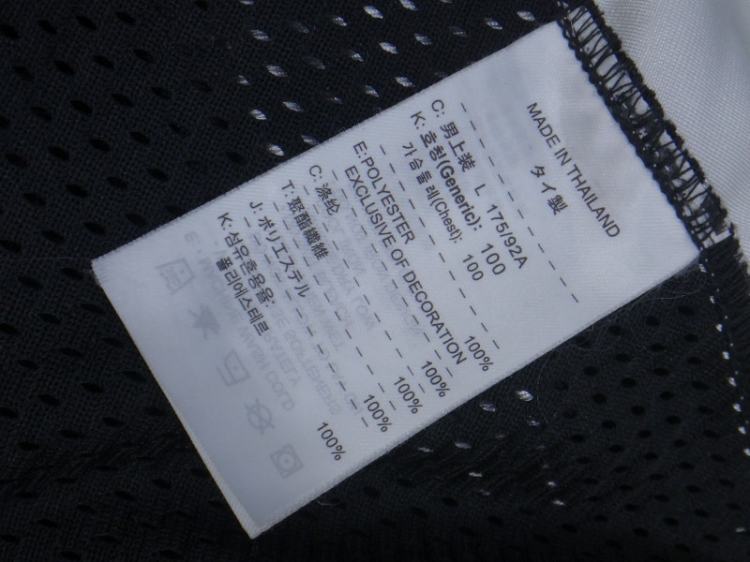 MADE IN THAILAND
タイ製
C: 男上装 L 175/92A
K: 호칭(Generic): 100
가슴둘레(Chest): 100
E:POLYESTER 100%
EXCLUSIVE OF DECORATION
C: 涤纶 100%
T: 聚酯纖維 100%
J: ポリエステル 100%
K: 섬유혼용율:
폴리에스테르 100%